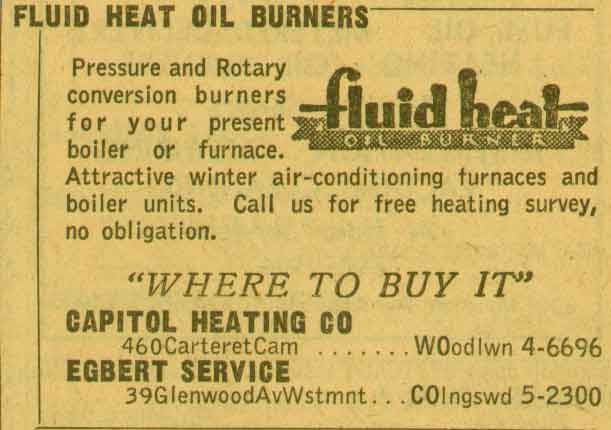 FLUID HEAT OIL BURNERS
Pressure and Rotary
conversion burners
for your present
boiler or furnace.
fluid heat
OIL BURNER
Attractive winter air-conditioning furnaces and
boiler units. Call us for free heating survey,
no obligation.
"WHERE TO BUY IT"
CAPITOL HEATING CO
460CarteretCam .......WOodlwn 4-6696
EGBERT SERVICE
39GlenwoodAvWstmnt...COlngswd 5-2300